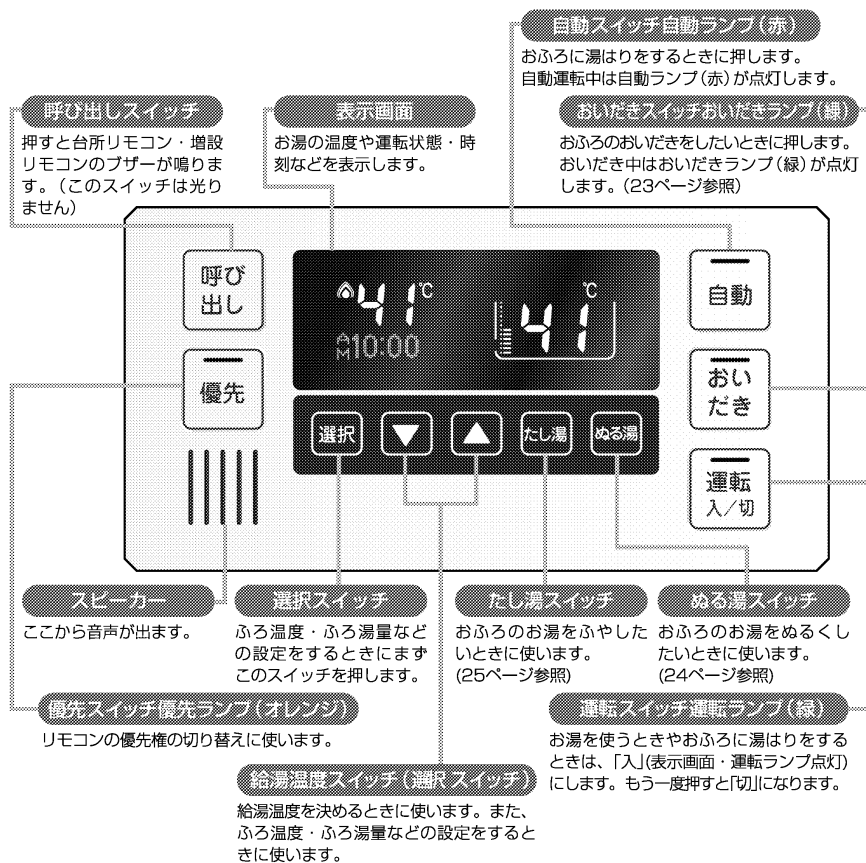 自動スイッチ自動ランプ(赤)
おふろに湯はりをするときに押します。
自動運転中は自動ランプ(赤)が点灯します。
呼び出しスイッチ
押すと台所リモコン・増設
リモコンのブザーが鳴りま
す。(このスイッチは光り
ません)
表示画面
お湯の温度や運転状態・時
刻などを表示します。
おいだきスイッチおいだきランプ(緑)
おふろのおいだきをしたいときに押します。
おいだき中はおいだきランプ(緑)が点灯
します。(23ページ参照)
呼び
出し
優先
41℃
AM10:00
41
℃
自動
おい
だき
運転
入/切
選択
▼
▲
たし湯
ぬる湯
スピーカー
ここから音声が出ます。
選択スイッチ
ふろ温度・ふろ湯量など
の設定をするときにまず
このスイッチを押します。
たし湯スイッチ
おふろのお湯をふやした
いときに使います。
(25ページ参照)
ぬる湯スイッチ
おふろのお湯をぬるくし
たいときに使います。
(24ページ参照)
優先スイッチ優先ランプ(オレンジ)
リモコンの優先権の切り替えに使います。
運転スイッチ運転ランプ(緑)
お湯を使うときやおふろに湯はりをする
ときは、「入」(表示画面・運転ランプ点灯)
にします。もう一度押すと「切」になります。
給湯温度スイッチ(選択スイッチ)
給湯温度を決めるときに使います。また、
ふろ温度・ふろ湯量などの設定をすると
きに使います。